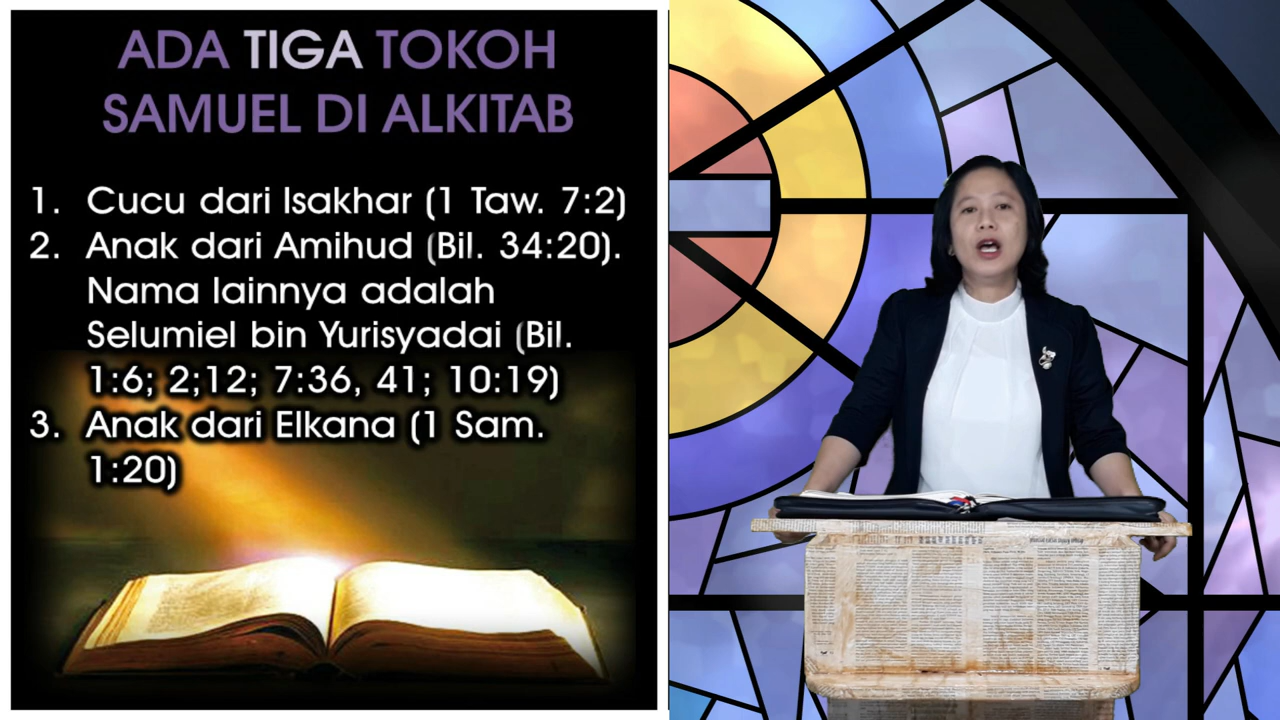 ADA TIGA TOKOH
SAMUEL DI ALKITAB
1. Cucu dari Isakhar (1 Taw. 7:2)
2. Anak dari Amihud (Bil. 34:20).
Nama lainnya adalah
Selumiel bin Yurisyadai (Bil.
1:6; 2;12; 7:36, 41; 10:19)
3. Anak dari Elkana (1 Sam.
1:20)